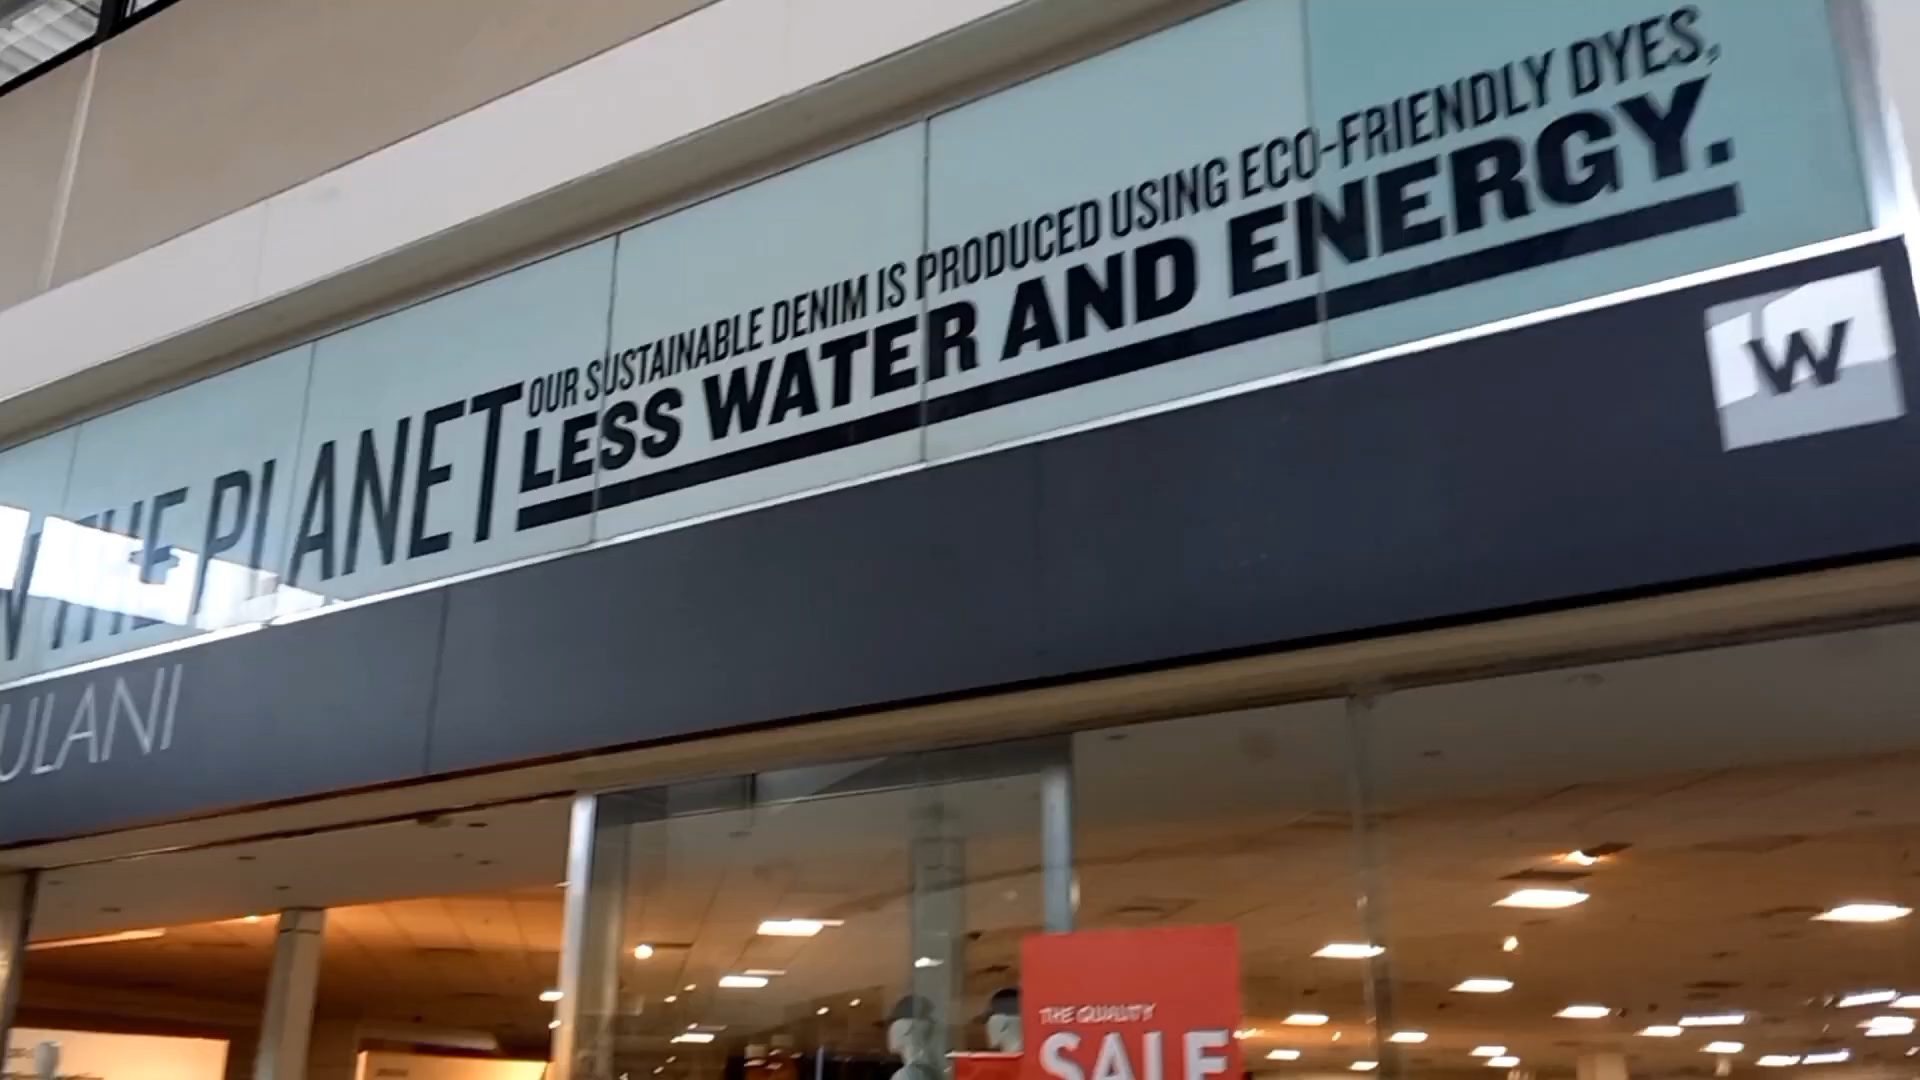 THE PLANET
OUR SUSTAINABLE DENIM IS PRODUCED USING ECO-FRIENDLY DYES,
LESS WATER AND ENERGY.
W
ULANI
THE QUALITY
SALE